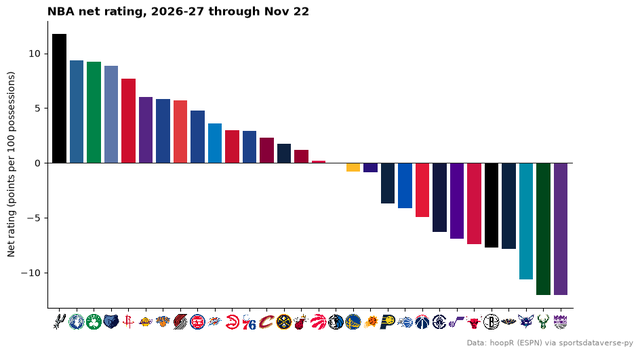 NBA net rating, 2026-27 through Nov 22
Net rating (points per 100 possessions)
10
5
0
−5
−10
76
Data: hoopR (ESPN) via sportsdataverse-py